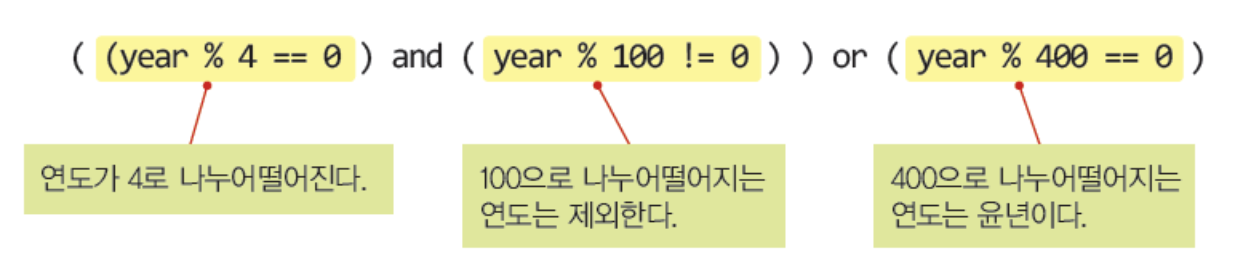 ( (year % 4 == 0 ) and ( year % 100 != 0 ) ) or ( year % 400 == 0 )
연도가 4로 나누어떨어진다.
100으로 나누어떨어지는
연도는 제외한다.
400으로 나누어떨어지는
연도는 윤년이다.